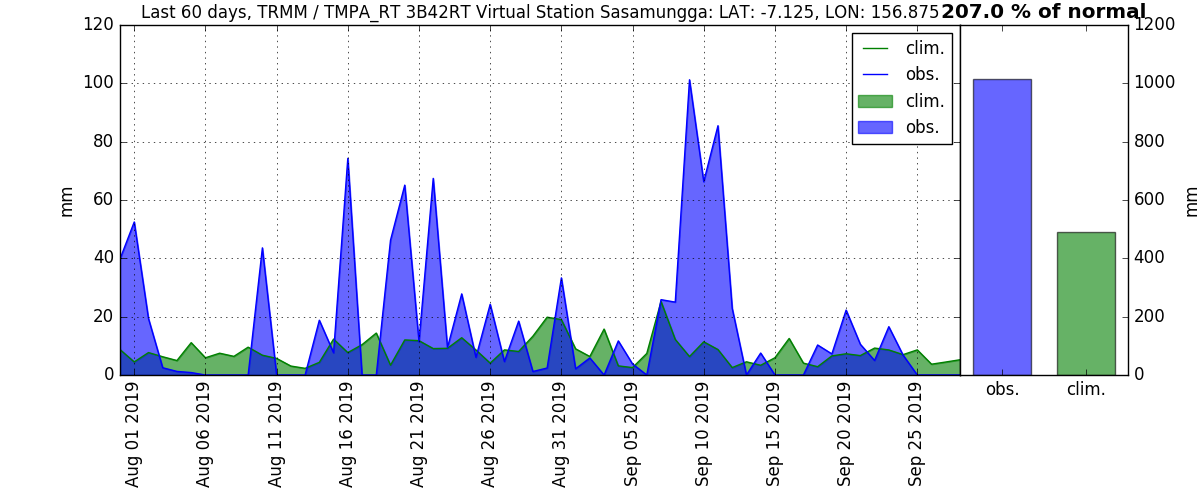 Last 60 days, TRMM / TMPA_RT 3B42RT Virtual Station Sasamungga: LAT: -7.125, LON: 156.875
207.0 % of normal
120
100
80
60
40
20
0
mm
clim.
obs.
clim.
obs.
Aug 01 2019
Aug 06 2019
Aug 11 2019
Aug 16 2019
Aug 21 2019
Aug 26 2019
Aug 31 2019
Sep 05 2019
Sep 10 2019
Sep 15 2019
Sep 20 2019
Sep 25 2019
1200
1000
800
600
400
200
0
mm
obs.
clim.